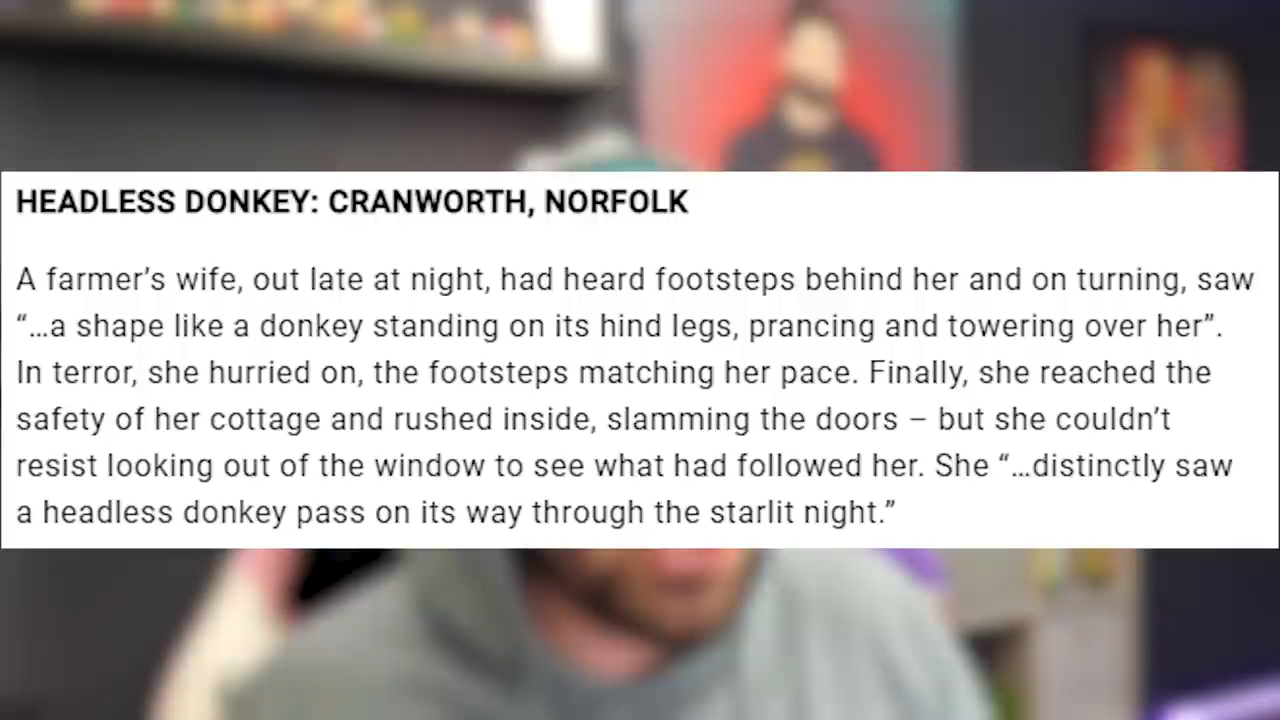 HEADLESS DONKEY: CRANWORTH, NORFOLK
A farmer’s wife, out late at night, had heard footsteps behind her and on turning, saw
“…a shape like a donkey standing on its hind legs, prancing and towering over her”.
In terror, she hurried on, the footsteps matching her pace. Finally, she reached the
safety of her cottage and rushed inside, slamming the doors – but she couldn’t
resist looking out of the window to see what had followed her. She “…distinctly saw
a headless donkey pass on its way through the starlit night.”